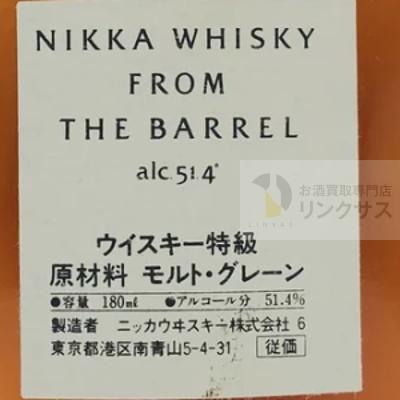 NIKKA WHISKY
FROM
THE BARREL
alc.51.4°
お酒買取専門店
リンクサス
LINXAS
ウイスキー特級
原材料 モルト・グレーン
●容量 180ml ●アルコール分 51.4%
製造者 ニッカウヰスキー株式会社 6
東京都港区南青山5-4-31 従価